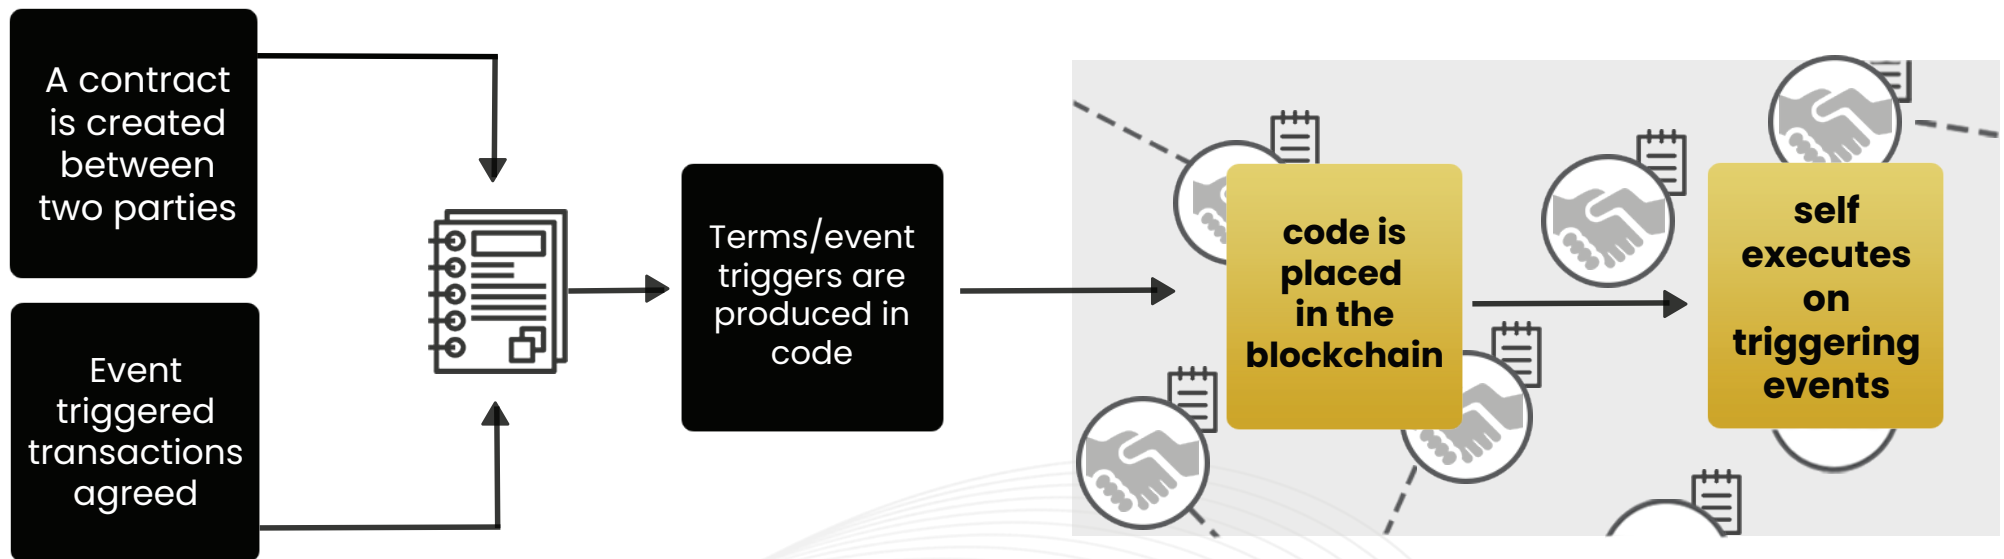 A contract
is created
between
two parties
Event
triggered
transactions
agreed
Terms/event
triggers are
produced in
code
code is
placed
in the
blockchain
self
executes
on
triggering
events